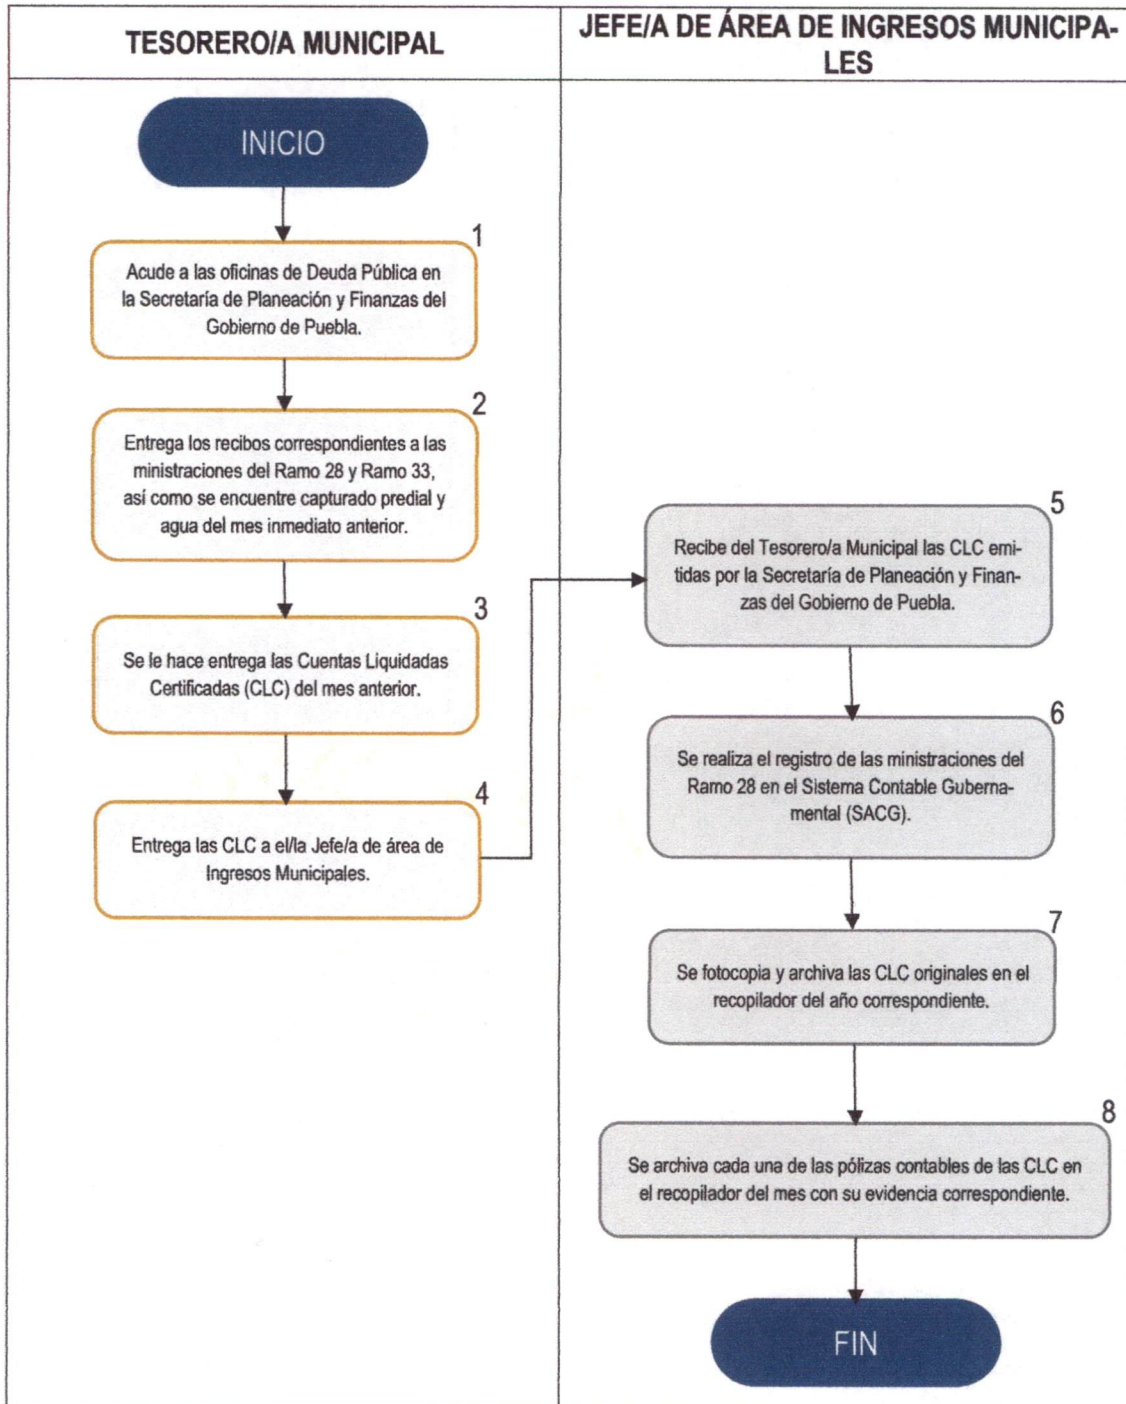 TESORERO/A MUNICIPAL
JEFE/A DE ÁREA DE INGRESOS MUNICIPA-
LES
INICIO
1
Acude a las oficinas de Deuda Pública en
la Secretaría de Planeación y Finanzas del
Gobierno de Puebla.
2
Entrega los recibos correspondientes a las
ministraciones del Ramo 28 y Ramo 33,
así como se encuentre capturado predial y
agua del mes inmediato anterior.
3
Se le hace entrega las Cuentas Liquidadas
Certificadas (CLC) del mes anterior.
4
Entrega las CLC a el/la Jefe/a de área de
Ingresos Municipales.
5
Recibe del Tesorero/a Municipal las CLC emi-
tidas por la Secretaría de Planeación y Finan-
zas del Gobierno de Puebla.
6
Se realiza el registro de las ministraciones del
Ramo 28 en el Sistema Contable Guberna-
mental (SACG).
7
Se fotocopia y archiva las CLC originales en el
recopilador del año correspondiente.
8
Se archiva cada una de las pólizas contables de las CLC en
el recopilador del mes con su evidencia correspondiente.
FIN